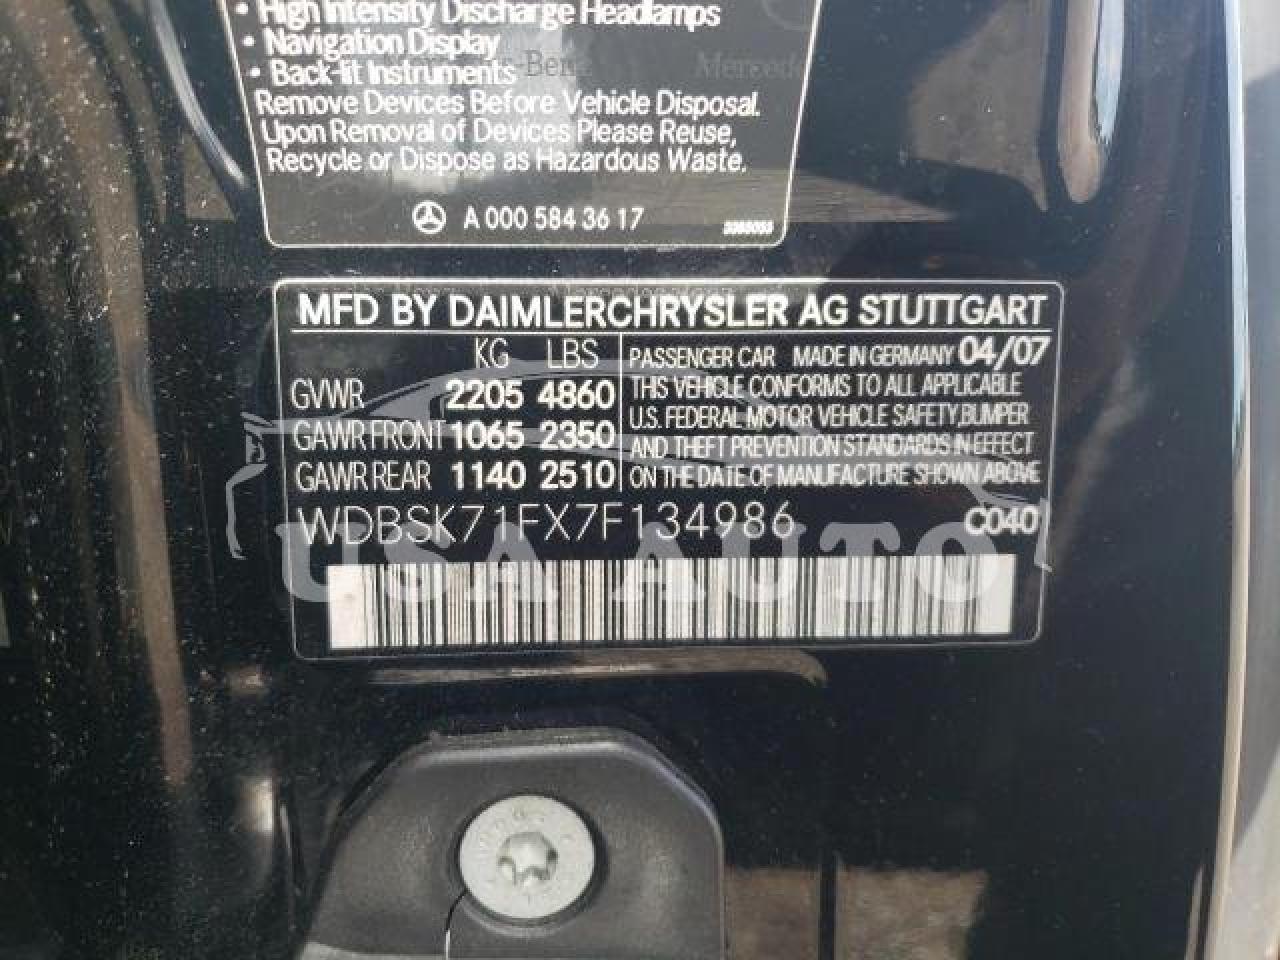 • High Intensity Discharge Headlamps
• Navigation Display
• Back-lit Instruments
Remove Devices Before Vehicle Disposal.
Upon Removal of Devices Please Reuse,
Recycle or Dispose as Hazardous Waste.
A 000 584 36 17
MFD BY DAIMLERCHRYSLER AG STUTTGART
KG LBS
GVWR 2205 4860
GAWR FRONT 1065 2350
GAWR REAR 1140 2510
PASSENGER CAR MADE IN GERMANY 04/07
THIS VEHICLE CONFORMS TO ALL APPLICABLE
U.S. FEDERAL MOTOR VEHICLE SAFETY, BUMPER
AND THEFT PREVENTION STANDARDS IN EFFECT
ON THE DATE OF MANUFACTURE SHOWN ABOVE
WDBSK71FX7F134986 C040
USA AUTO